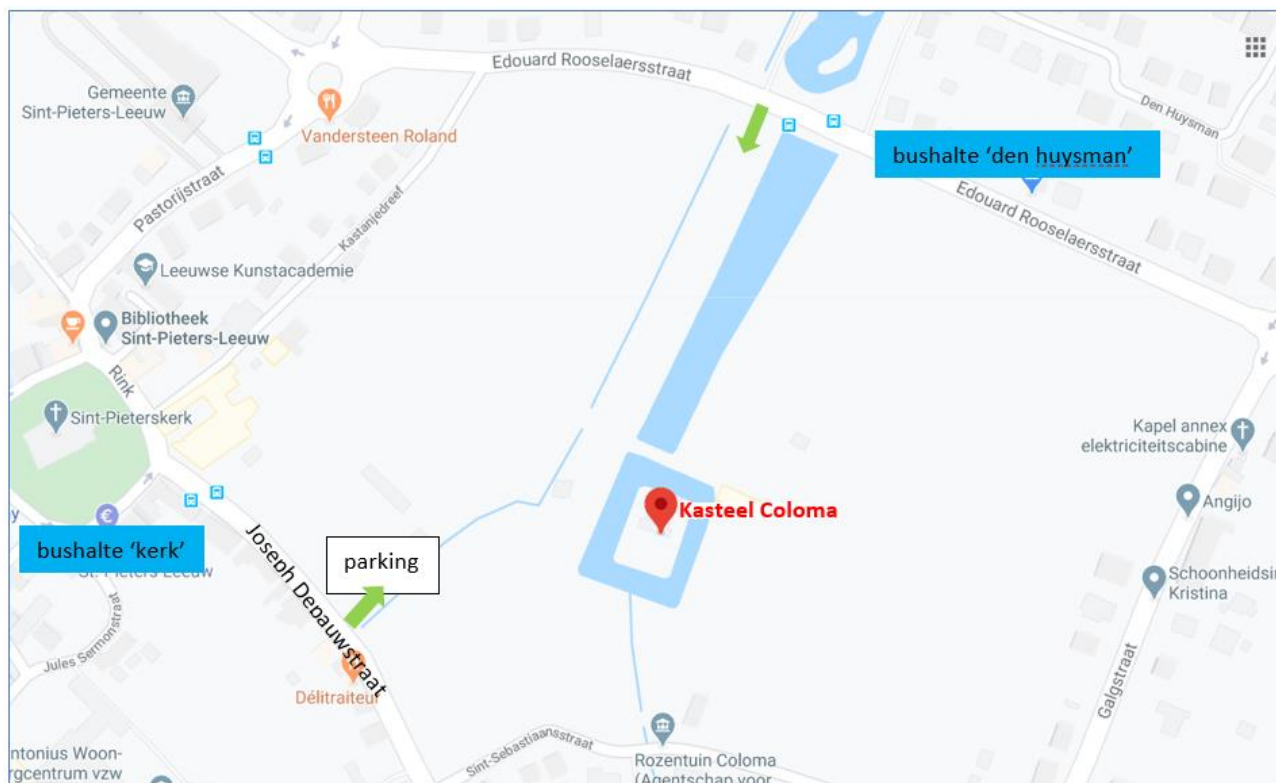 Edouard Rooselaersstraat
Gemeente
Sint-Pieters-Leeuw
Vandersteen Roland
Den Huysman
bushalte ‘den huysman’
Pastorijstraat
Kastanjedreef
Edouard Rooselaersstraat
Leeuwse Kunstacademie
Bibliotheek
Sint-Pieters-Leeuw
Rink
Sint-Pieterskerk
Kapel annex
elektriciteitscabine
Kasteel Coloma
Angijo
bushalte ‘kerk’
Joseph Depauwstraat
parking
Schoonheidsin
Kristina
Jules Sermonstraat
Galgstraat
Délitraiteur
Sint-Sebastiaansstraat
ntonius Woon-
rgcentrum vzw
Rozentuin Coloma
(Agentschap voor